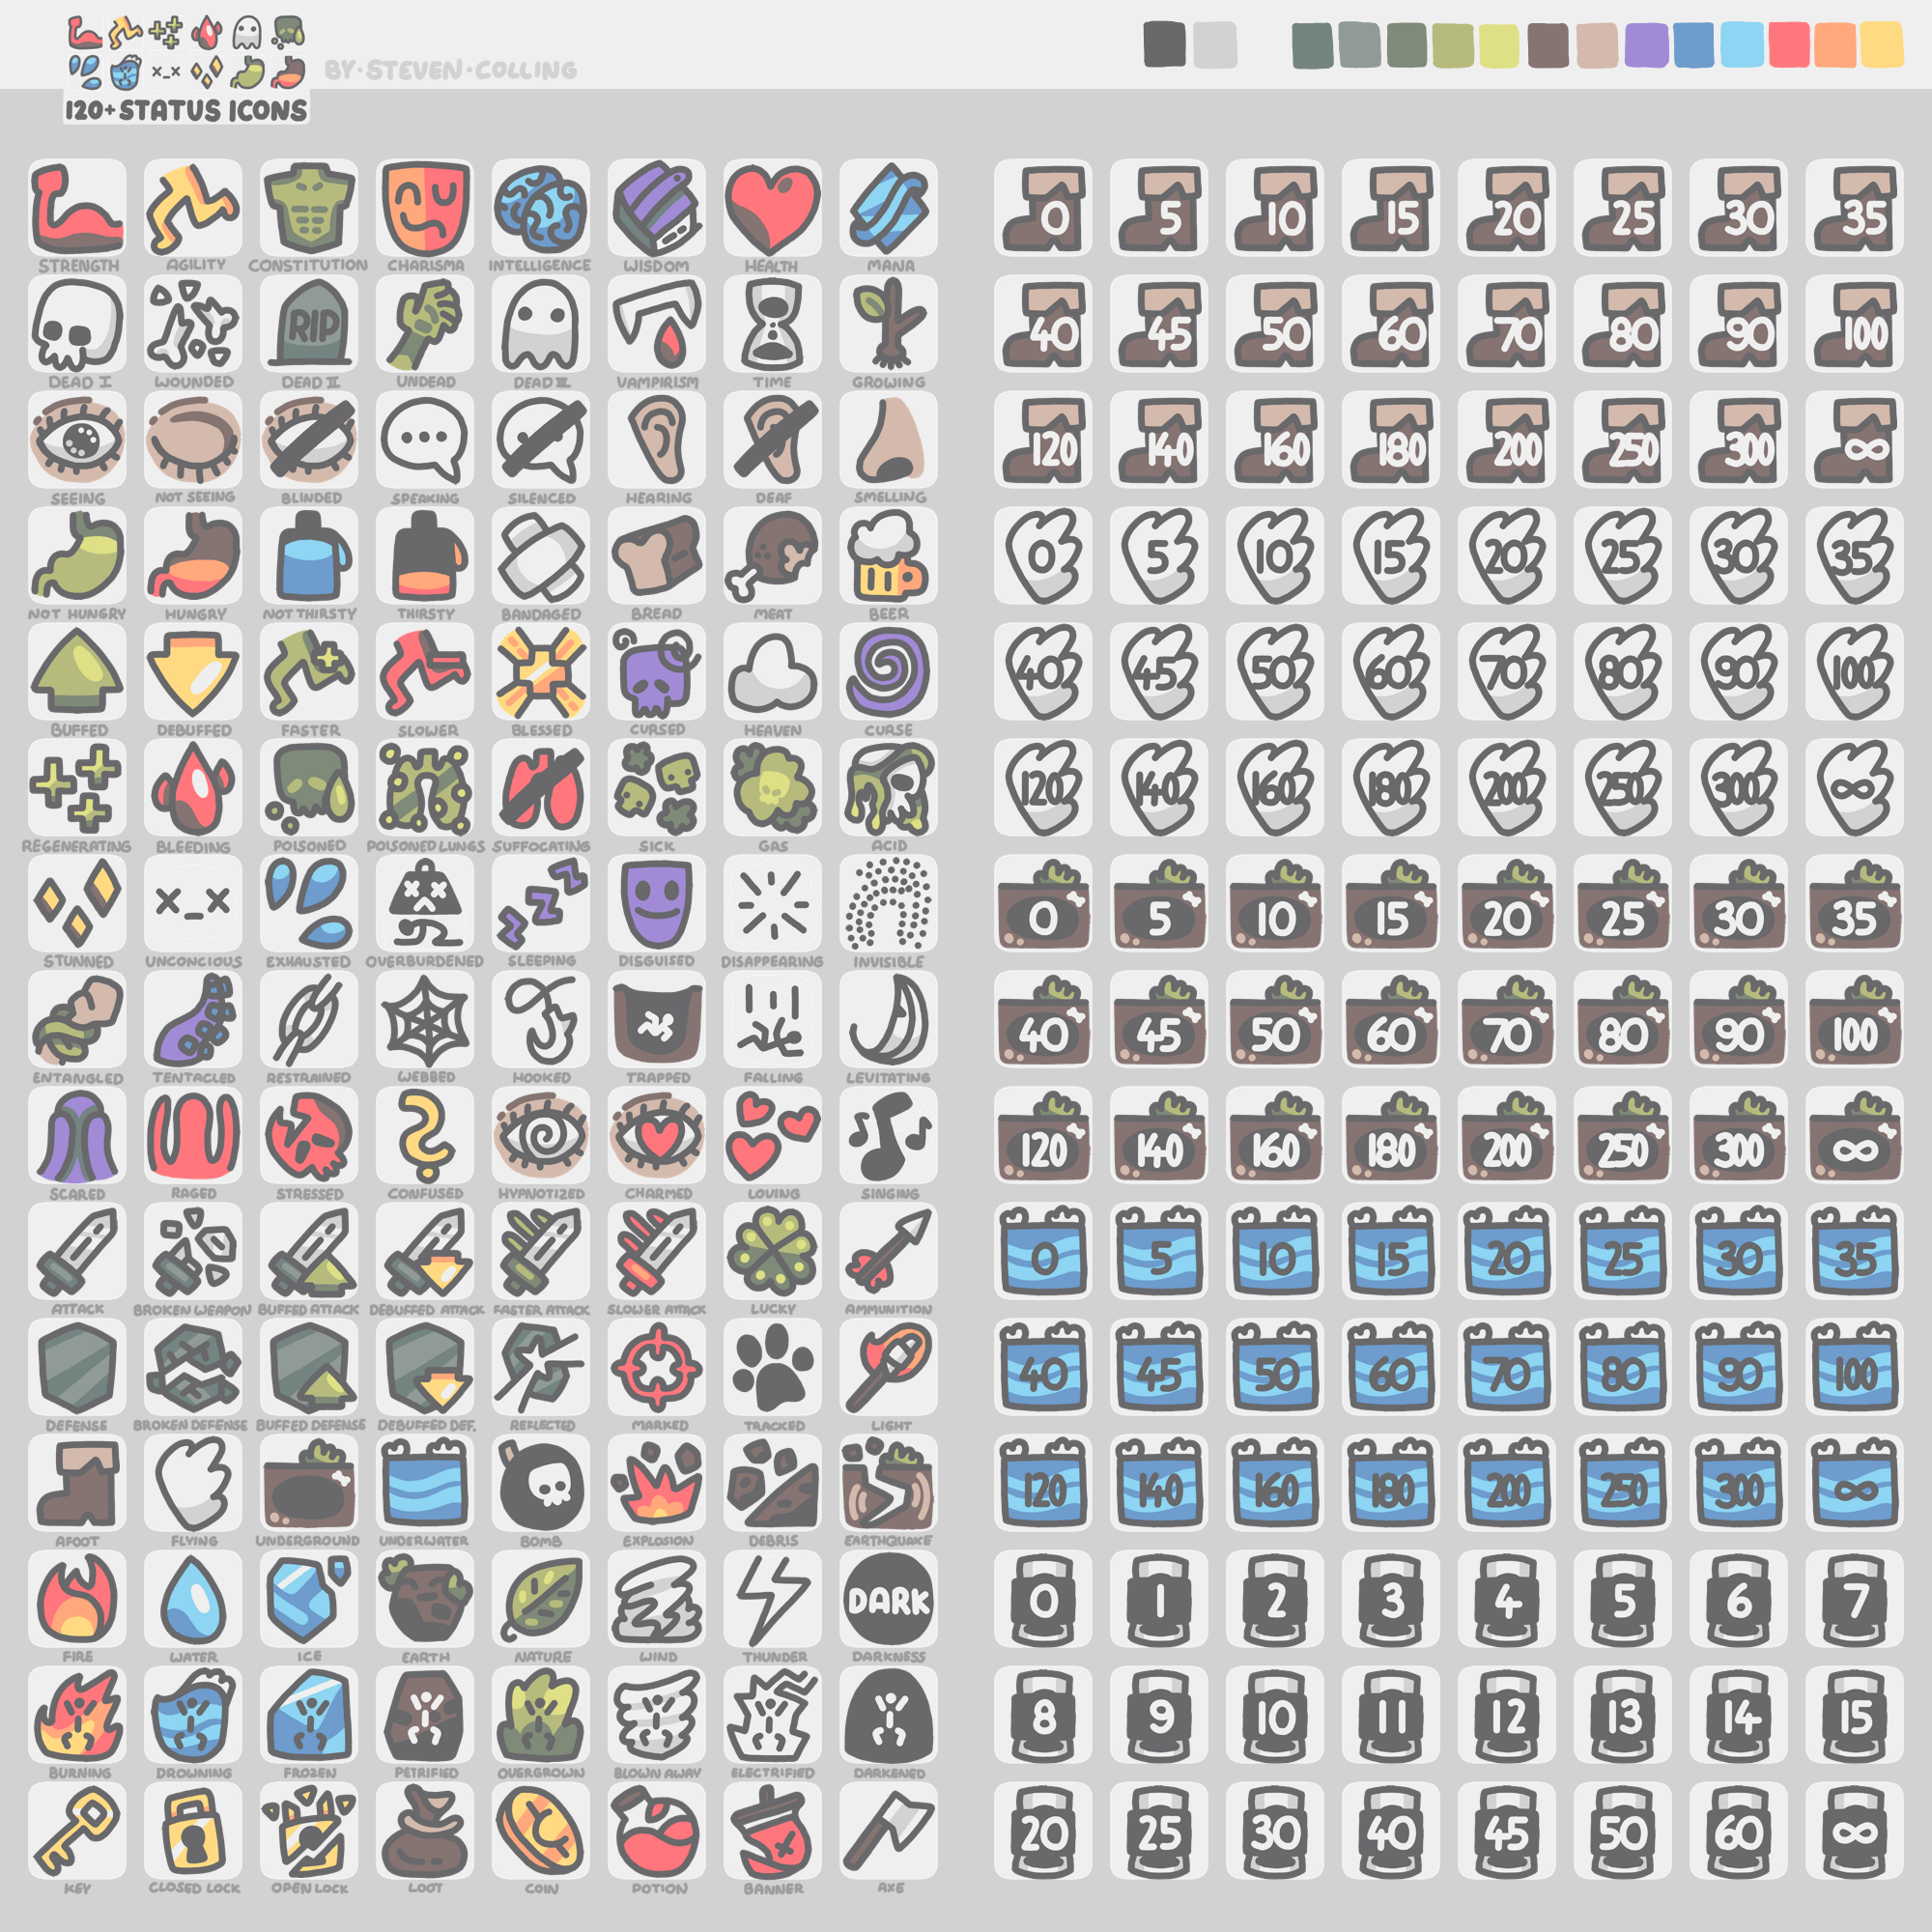 BY·STEVEN·COLLING
120+STATUS ICONS
0 5 10 15 20 25 30 35
STRENGTH AGILITY CONSTITUTION CHARISMA INTELLIGENCE WISDOM HEALTH MANA
RIP
40 45 50 60 70 80 90 100
DEAD I WOUNDED DEAD II UNDEAD DEAD III VAMPIRISM TIME GROWING
120 140 160 180 200 250 300 ∞
SEEING NOT SEEING BLINDED SPEAKING SILENCED HEARING DEAF SMELLING
0 5 10 15 20 25 30 35
NOT HUNGRY HUNGRY NOT THIRSTY THIRSTY BANDAGED BREAD MEAT BEER
40 45 50 60 70 80 90 100
BUFFED DEBUFFED FASTER SLOWER BLESSED CURSED HEAVEN CURSE
120 140 160 180 200 250 300 ∞
REGENERATING BLEEDING POISONED POISONED LUNGS SUFFOCATING SICK GAS ACID
0 5 10 15 20 25 30 35
STUNNED UNCONCIOUS EXHAUSTED OVERBURDENED SLEEPING DISGUISED DISAPPEARING INVISIBLE
40 45 50 60 70 80 90 100
ENTANGLED TENTACLED RESTRAINED WEBBED HOOKED TRAPPED FALLING LEVITATING
120 140 160 180 200 250 300 ∞
SCARED RAGED STRESSED CONFUSED HYPNOTIZED CHARMED LOVING SINGING
0 5 10 15 20 25 30 35
ATTACK BROKEN WEAPON BUFFED ATTACK DEBUFFED ATTACK FASTER ATTACK SLOWER ATTACK LUCKY AMMUNITION
40 45 50 60 70 80 90 100
DEFENSE BROKEN DEFENSE BUFFED DEFENSE DEBUFFED DEF. REFLECTED MARKED TRACKED LIGHT
120 140 160 180 200 250 300 ∞
AFOOT FLYING UNDERGROUND UNDERWATER BOMB EXPLOSION DEBRIS EARTHQUAKE
DARK
0 1 2 3 4 5 6 7
FIRE WATER ICE EARTH NATURE WIND THUNDER DARKNESS
8 9 10 11 12 13 14 15
BURNING DROWNING FROZEN PETRIFIED OVERGROWN BLOWN AWAY ELECTRIFIED DARKENED
20 25 30 40 45 50 60 ∞
KEY CLOSED LOCK OPEN LOCK LOOT COIN POTION BANNER AXE